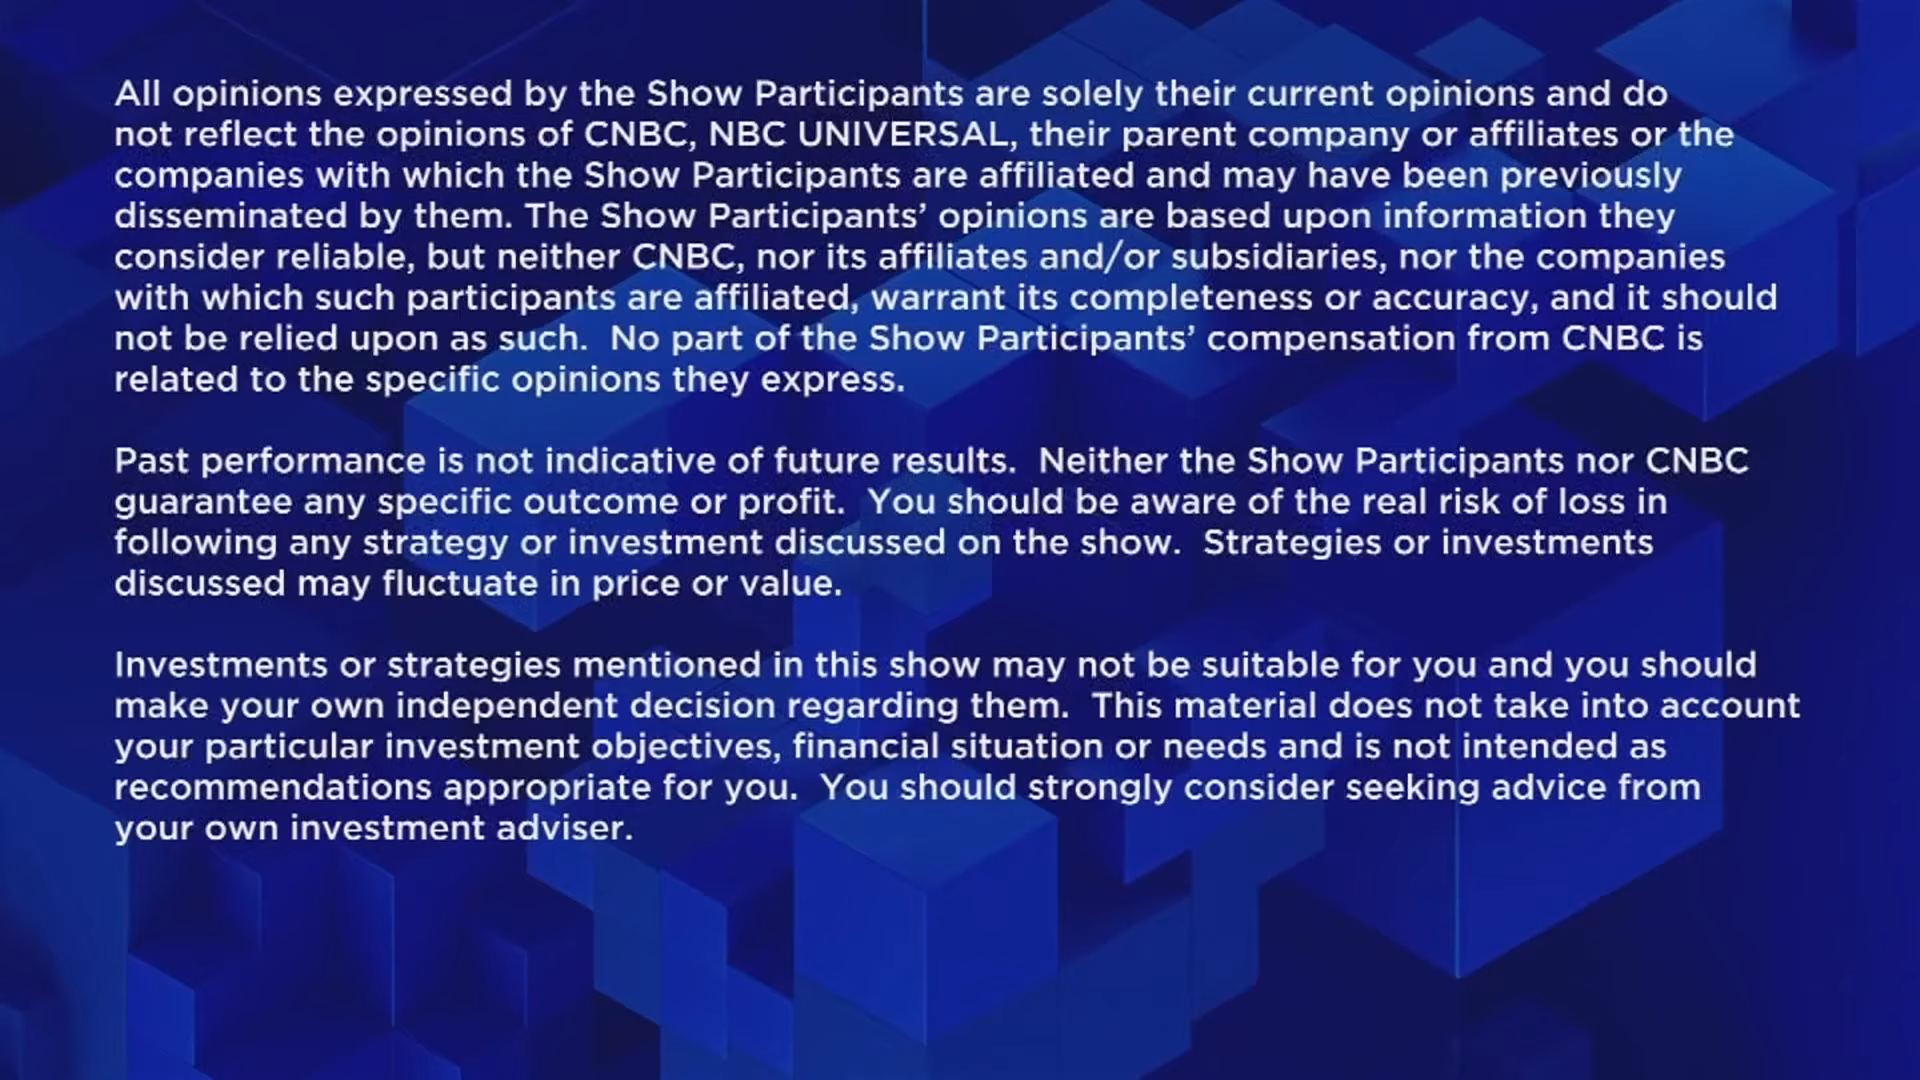 All opinions expressed by the Show Participants are solely their current opinions and do
not reflect the opinions of CNBC, NBC UNIVERSAL, their parent company or affiliates or the
companies with which the Show Participants are affiliated and may have been previously
disseminated by them. The Show Participants’ opinions are based upon information they
consider reliable, but neither CNBC, nor its affiliates and/or subsidiaries, nor the companies
with which such participants are affiliated, warrant its completeness or accuracy, and it should
not be relied upon as such.  No part of the Show Participants’ compensation from CNBC is
related to the specific opinions they express.
Past performance is not indicative of future results.  Neither the Show Participants nor CNBC
guarantee any specific outcome or profit.  You should be aware of the real risk of loss in
following any strategy or investment discussed on the show.  Strategies or investments
discussed may fluctuate in price or value.
Investments or strategies mentioned in this show may not be suitable for you and you should
make your own independent decision regarding them.  This material does not take into account
your particular investment objectives, financial situation or needs and is not intended as
recommendations appropriate for you.  You should strongly consider seeking advice from
your own investment adviser.